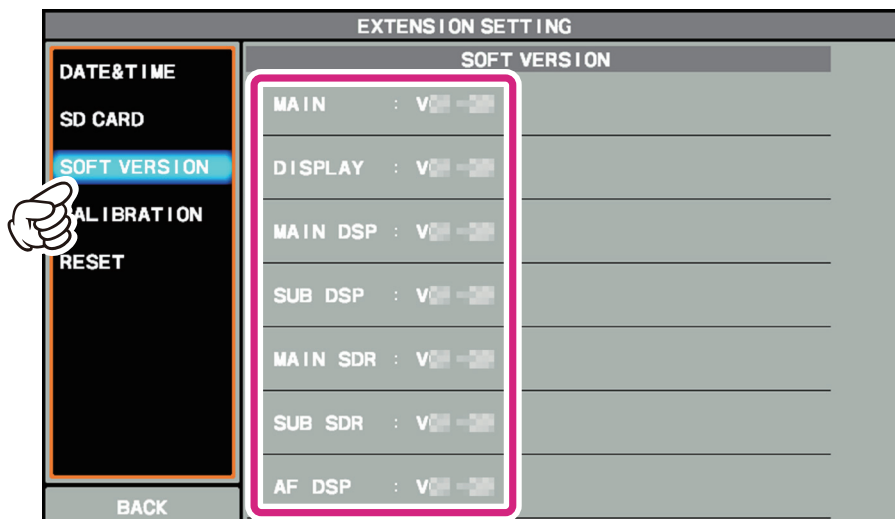 EXTENSION SETTING
DATE&TIME
SD CARD
SOFT VERSION
CALIBRATION
RESET
BACK
SOFT VERSION
MAIN :
DISPLAY :
MAIN DSP :
SUB DSP :
MAIN SDR :
SUB SDR :
AF DSP :